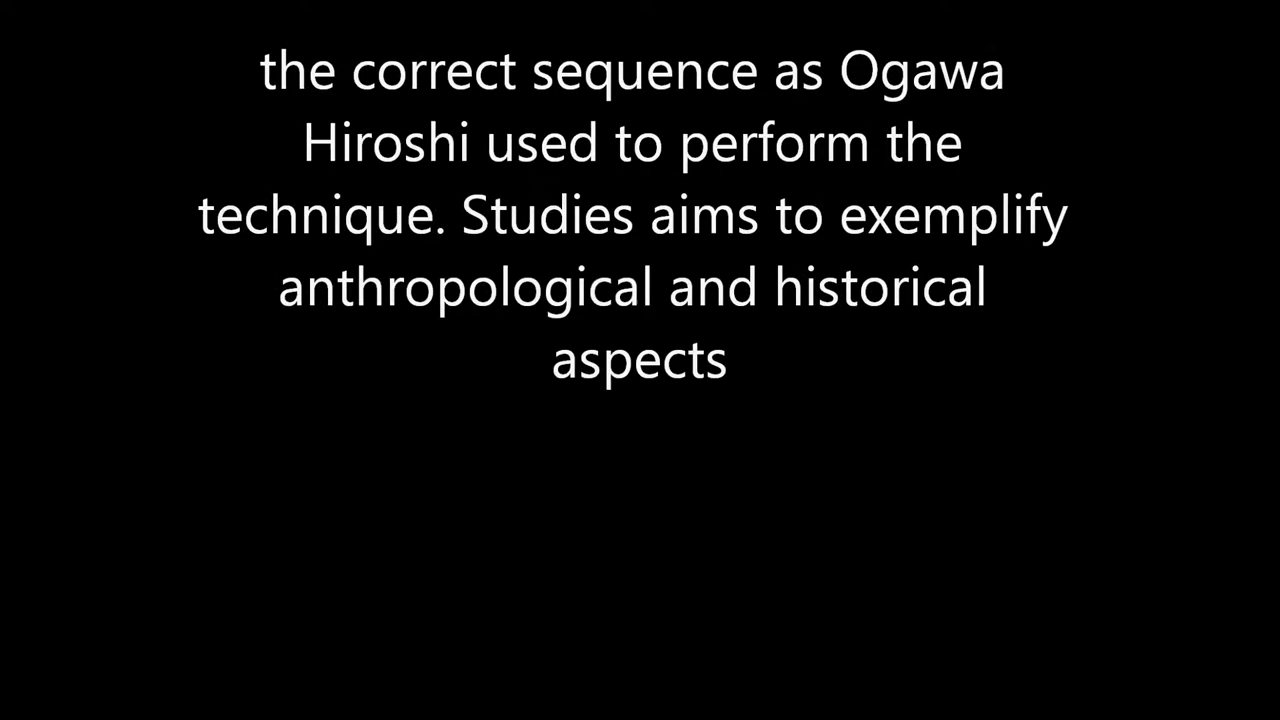 the correct sequence as Ogawa
Hiroshi used to perform the
technique. Studies aims to exemplify
anthropological and historical
aspects